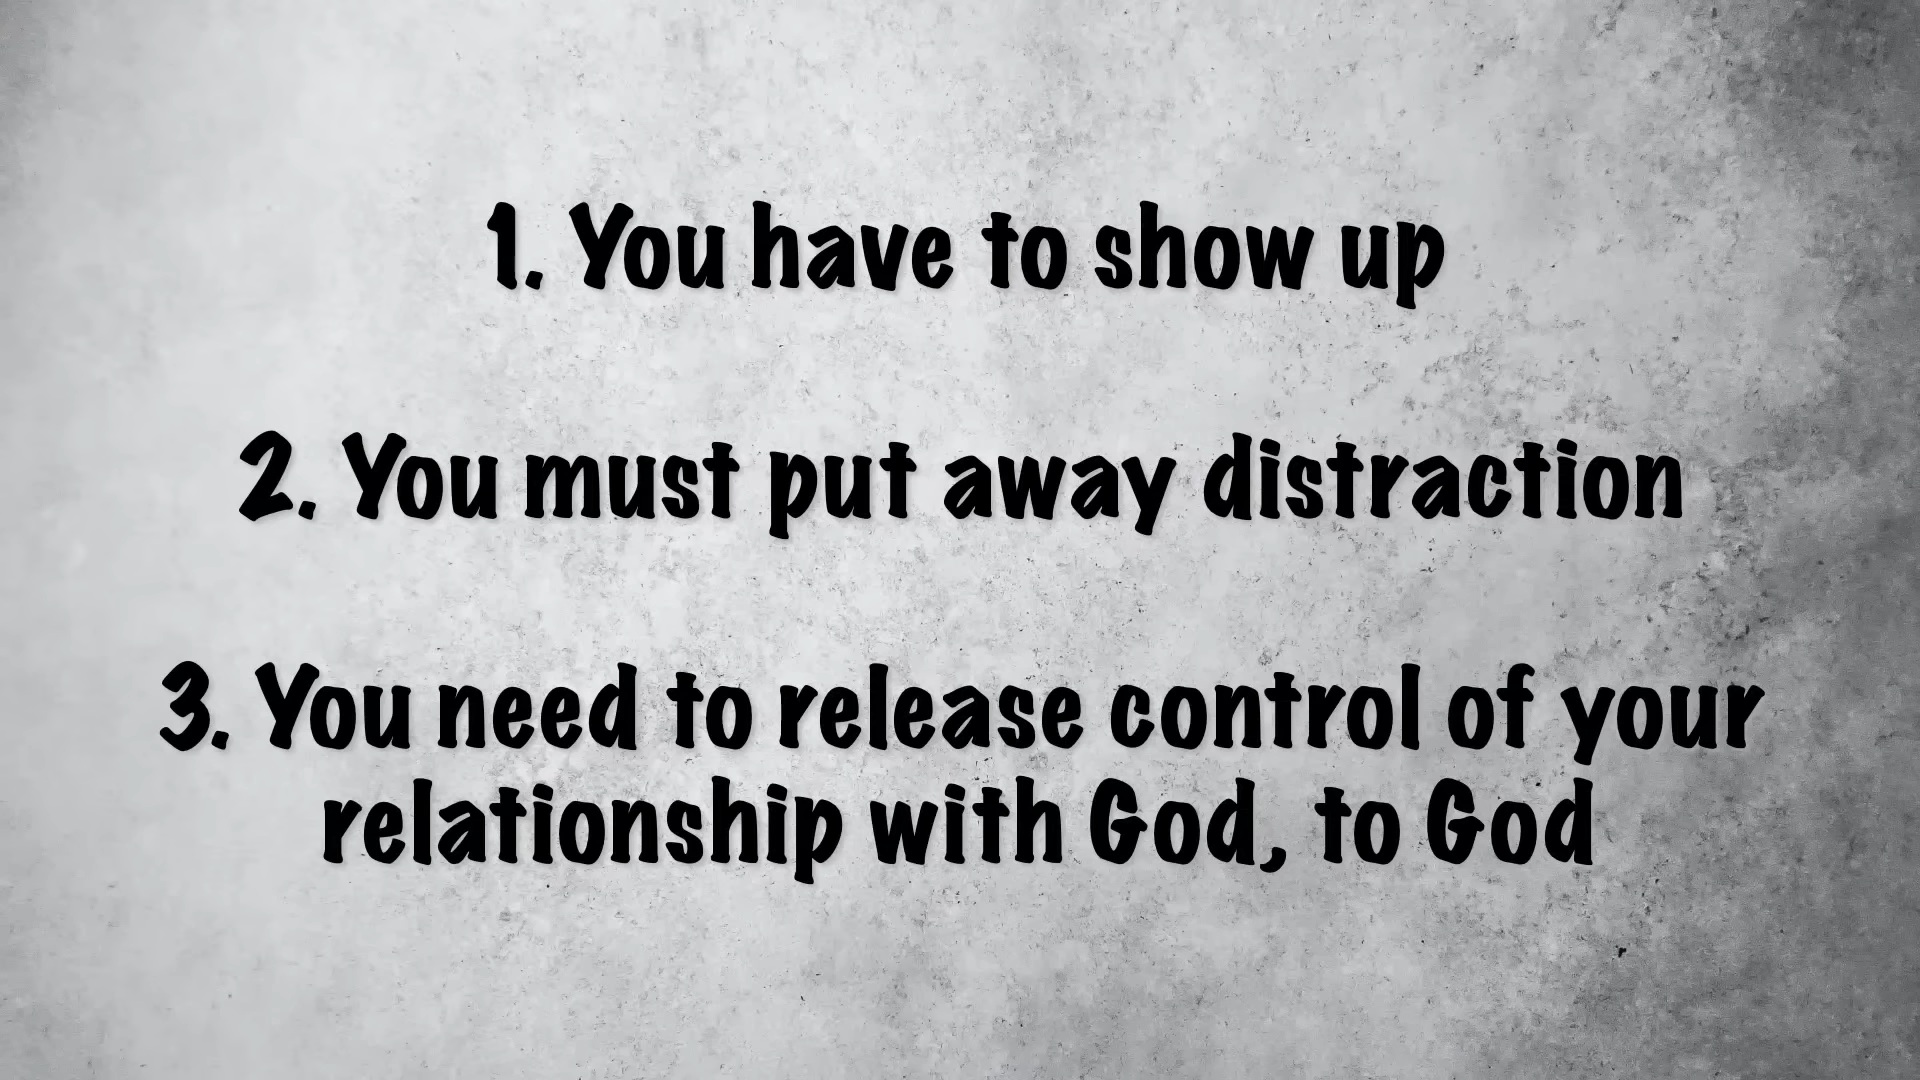 1. You have to show up
2. You must put away distraction
3. You need to release control of your
relationship with God, to God